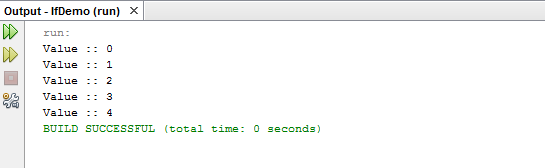 Output - IfDemo (run)
run:
Value :: 0
Value :: 1
Value :: 2
Value :: 3
Value :: 4
BUILD SUCCESSFUL (total time: 0 seconds)